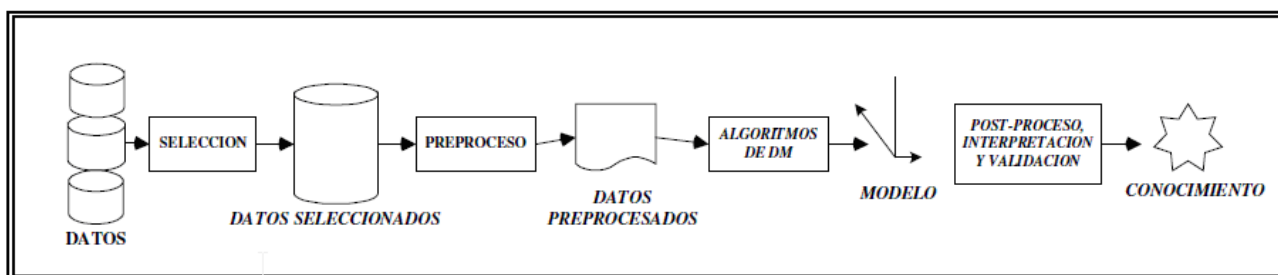 DATOS
SELECCION
DATOS SELECCIONADOS
PREPROCESO
DATOS
PREPROCESADOS
ALGORITMOS
DE DM
MODELO
POST-PROCESO,
INTERPRETACION
Y VALIDACION
CONOCIMIENTO